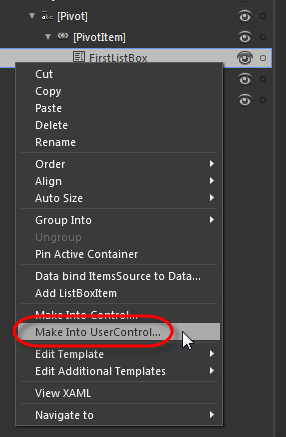 [Pivot]
[PivotItem]
FirstListBox
Cut
Copy
Paste
Delete
Rename
Order
Align
Auto Size
Group Into
Ungroup
Pin Active Container
Data bind ItemsSource to Data...
Add ListBoxItem
Make Into Control...
Make Into UserControl...
Edit Template
Edit Additional Templates
View XAML
Navigate to